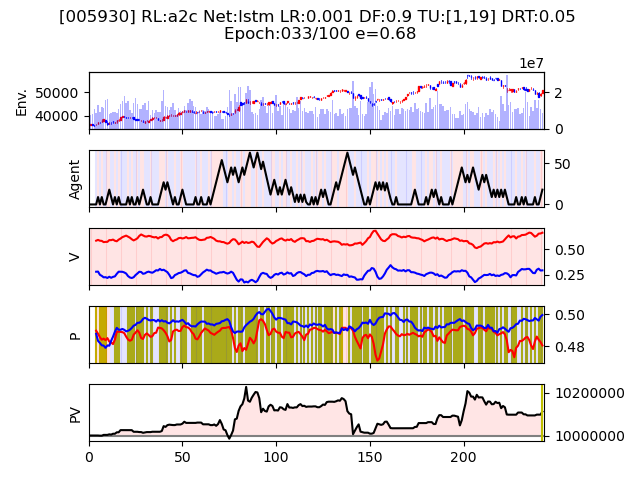 [005930] RL:a2c Net:lstm LR:0.001 DF:0.9 TU:[1,19] DRT:0.05
Epoch:033/100 e=0.68
1e7
Env.
50000
40000
2
0
Agent
50
0
V
0.50
0.25
P
0.50
0.48
PV
10200000
10000000
0 50 100 150 200